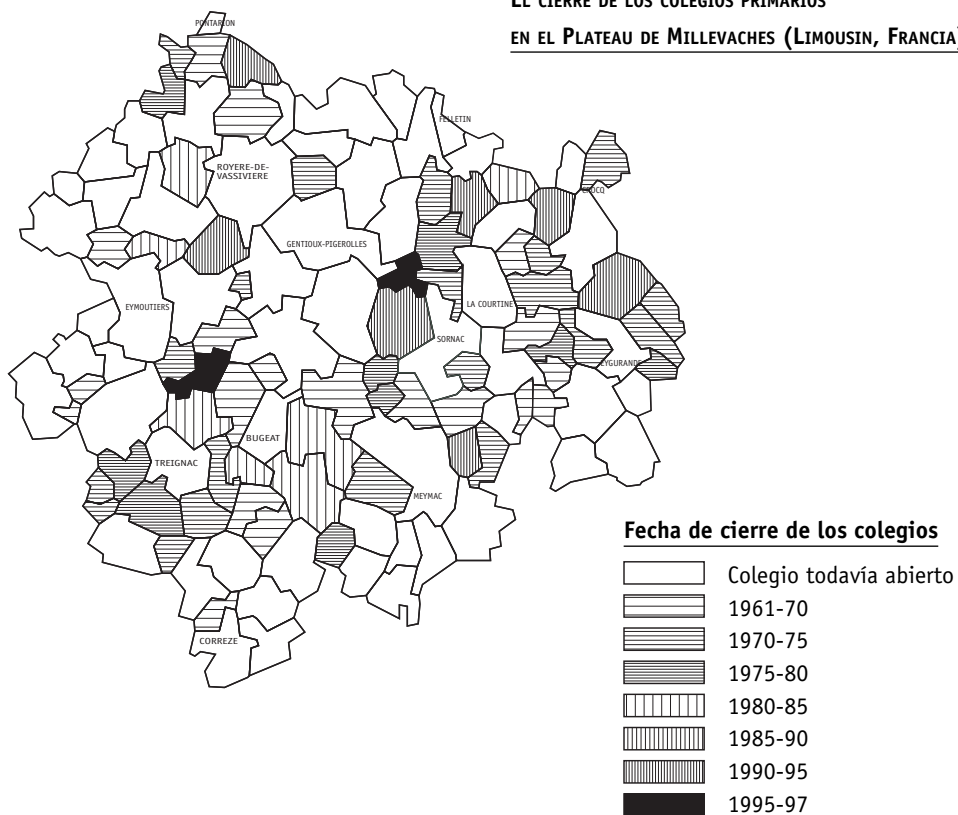 EL CIERRE DE LOS COLEGIOS PRIMARIOS
EN EL PLATEAU DE MILLEVACHES (LIMOUSIN, FRANCIA)
PONTARION
FELLETIN
ROYERE-DE-
VASSIVIERE
CROCQ
GENTIOUX-PIGEROLLES
EYMOUTIERS
LA COURTINE
SORNAC
EYGURANDE
BUGEAT
TREIGNAC
MEYMAC
CORREZE
Fecha de cierre de los colegios
Colegio todavía abierto
1961-70
1970-75
1975-80
1980-85
1985-90
1990-95
1995-97